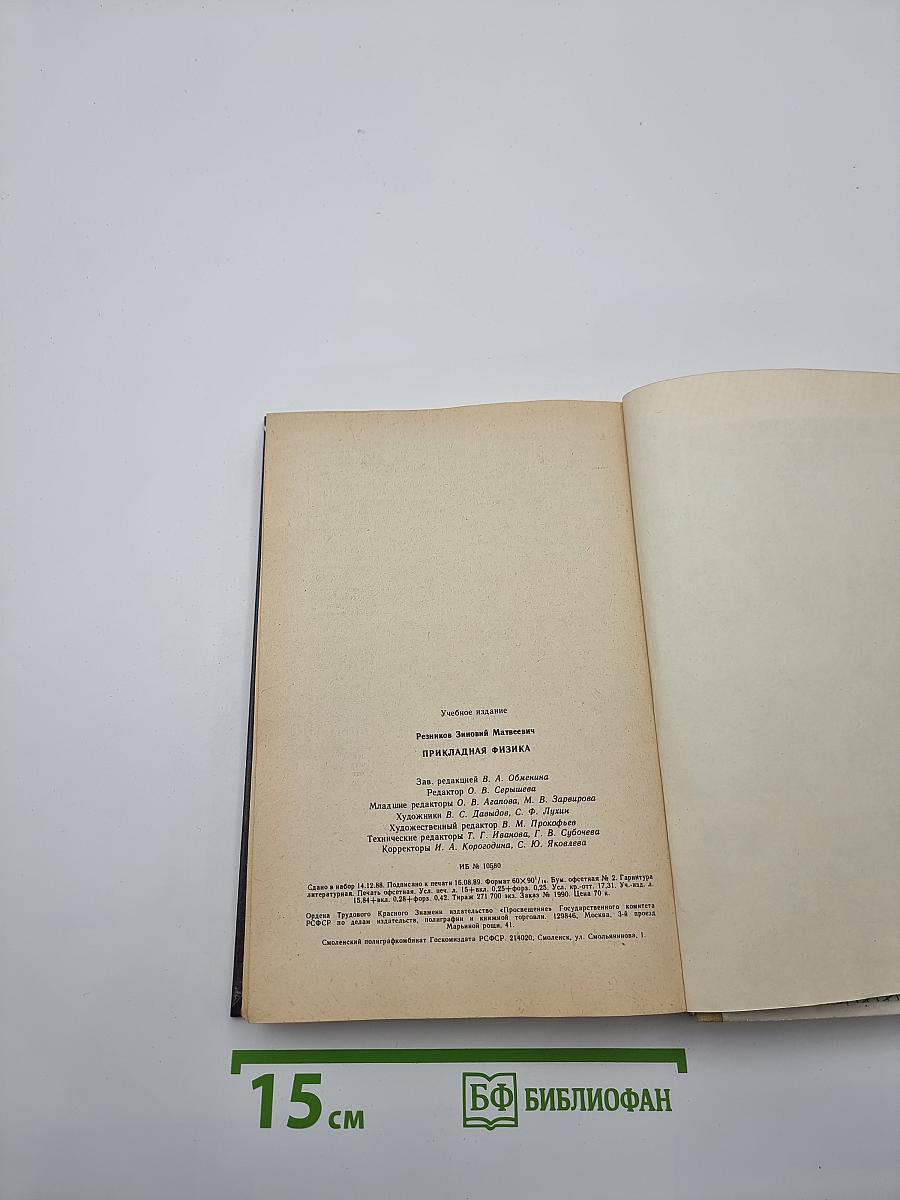 Учебное издание
Резников Зиновий Матвеевич
ПРИКЛАДНАЯ ФИЗИКА
Зав. редакцией В. А. Обменина
Редактор О. В. Серышева
Младшие редакторы О. В. Агапова, М. В. Зарвирова
Художники В. С. Давыдов, С. Ф. Лухин
Художественный редактор В. М. Прокофьев
Технические редакторы Т. Г. Иванова, Г. В. Субочева
Корректоры И. А. Корогодина, С. Ю. Яковлева
ИБ № 10580
Сдано в набор 14.12.88. Подписано к печати 16.08.89. Формат 60×90¹/₁₆. Бум. офсетная № 2. Гарнитура
литературная. Печать офсетная. Усл. печ. л. 15+вкл. 0,25+форз. 0,25. Усл. кр.-отт. 17,31. Уч.-изд. л.
15,84+вкл. 0,28+форз. 0,42. Тираж 271 700 экз. Заказ № 1990. Цена 70 к.
Ордена Трудового Красного Знамени издательство «Просвещение» Государственного комитета
РСФСР по делам издательств, полиграфии и книжной торговли. 129846, Москва, 3-й проезд
Марьиной рощи, 41.
Смоленский полиграфкомбинат Госкомиздата РСФСР. 214020, Смоленск, ул. Смольянинова, 1.
15 см
БФ БИБЛИОФАН